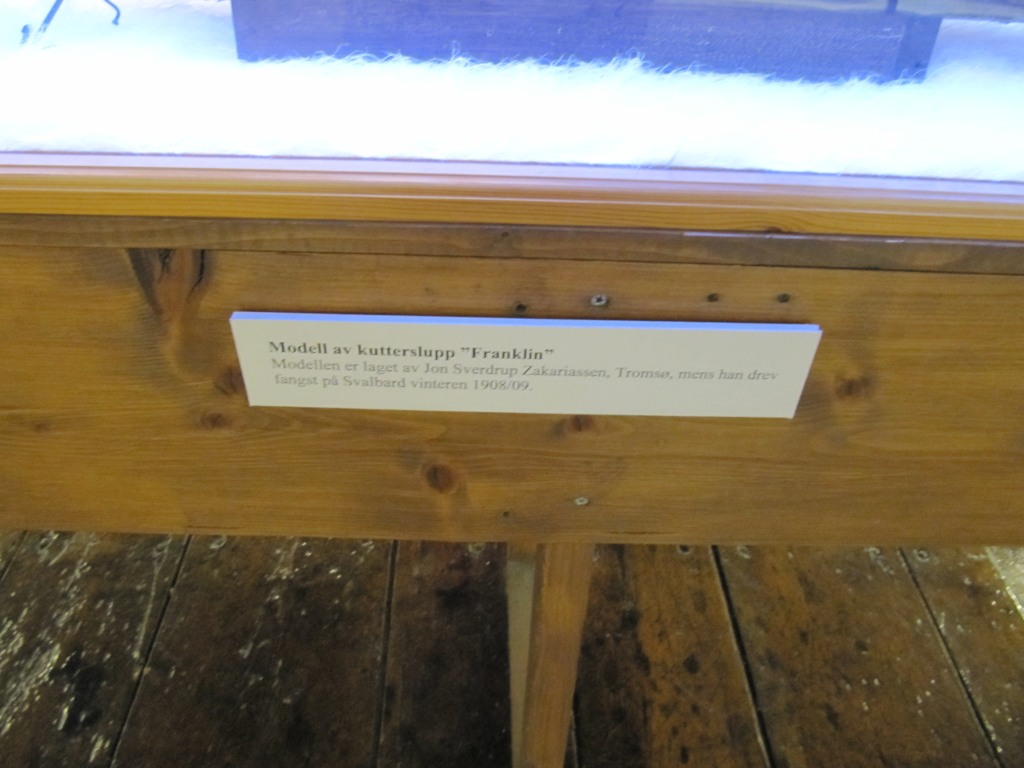 Modell av kutterslupp ”Franklin”
Modellen er laget av Jon Sverdrup Zakariassen, Tromsø, mens han drev
fangst på Svalbard vinteren 1908/09.